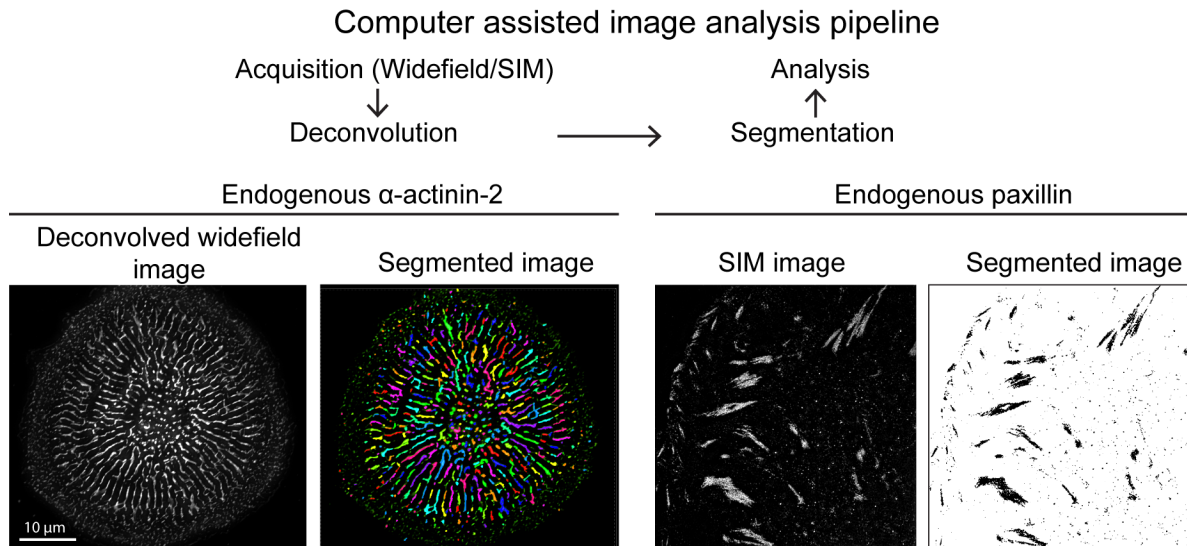 Computer assisted image analysis pipeline
Acquisition (Widefield/SIM)
Analysis
Deconvolution
Segmentation
Endogenous α-actinin-2
Endogenous paxillin
Deconvolved widefield
image
Segmented image
SIM image
Segmented image
10 µm